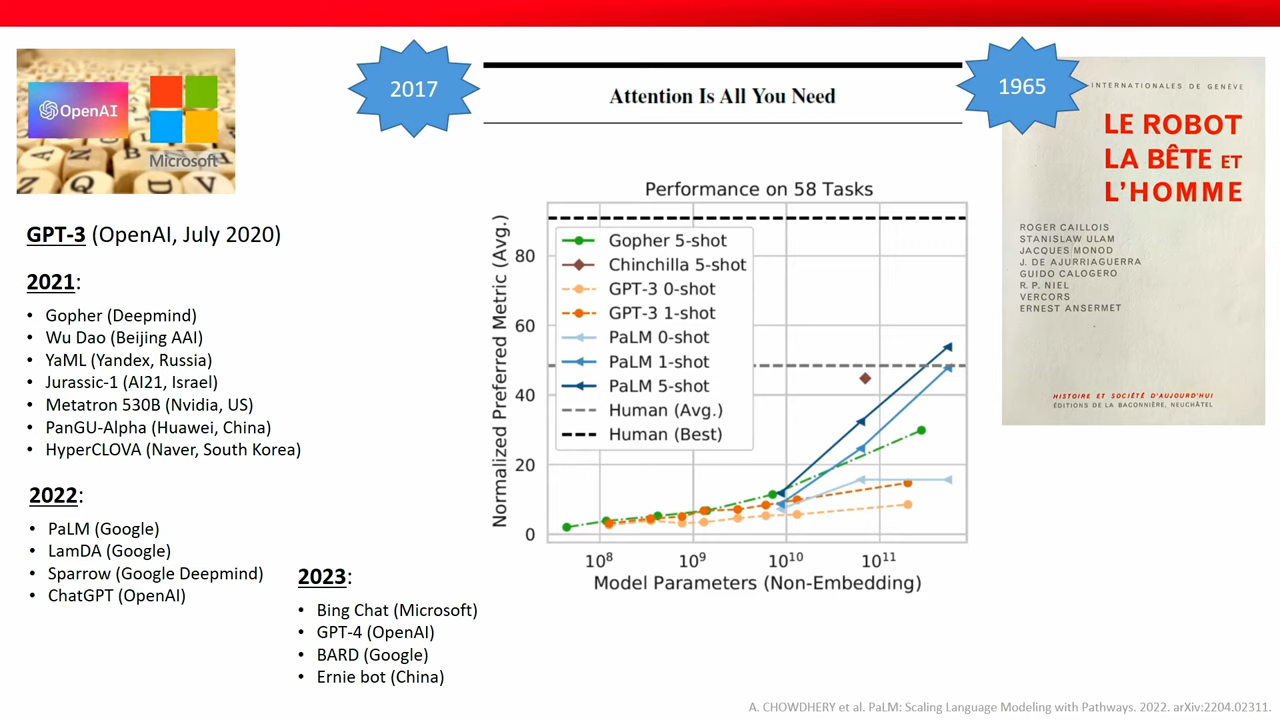 OpenAI
Microsoft
2017
Attention Is All You Need
1965
INTERNATIONALES DE GENÈVE
LE ROBOT
LA BÊTE ET
L'HOMME
ROGER CAILLOIS
STANISLAW ULAM
JACQUES MONOD
J. DE AJURRIAGUERRA
GUIDO CALOGERO
R. P. NIEL
VERCORS
ERNEST ANSERMET
HISTOIRE ET SOCIÉTÉ D'AUJOURD'HUI
ÉDITIONS DE LA BACONNIÈRE, NEUCHÂTEL
GPT-3 (OpenAI, July 2020)
2021:
• Gopher (Deepmind)
• Wu Dao (Beijing AAI)
• YaML (Yandex, Russia)
• Jurassic-1 (AI21, Israel)
• Metatron 530B (Nvidia, US)
• PanGU-Alpha (Huawei, China)
• HyperCLOVA (Naver, South Korea)
2022:
• PaLM (Google)
• LamDA (Google)
• Sparrow (Google Deepmind)
• ChatGPT (OpenAI)
2023:
• Bing Chat (Microsoft)
• GPT-4 (OpenAI)
• BARD (Google)
• Ernie bot (China)
Performance on 58 Tasks
Normalized Preferred Metric (Avg.)
80
60
40
20
0
Gopher 5-shot
Chinchilla 5-shot
GPT-3 0-shot
GPT-3 1-shot
PaLM 0-shot
PaLM 1-shot
PaLM 5-shot
Human (Avg.)
Human (Best)
10⁸ 10⁹ 10¹⁰ 10¹¹
Model Parameters (Non-Embedding)
A. CHOWDHERY et al. PaLM: Scaling Language Modeling with Pathways. 2022. arXiv:2204.02311.